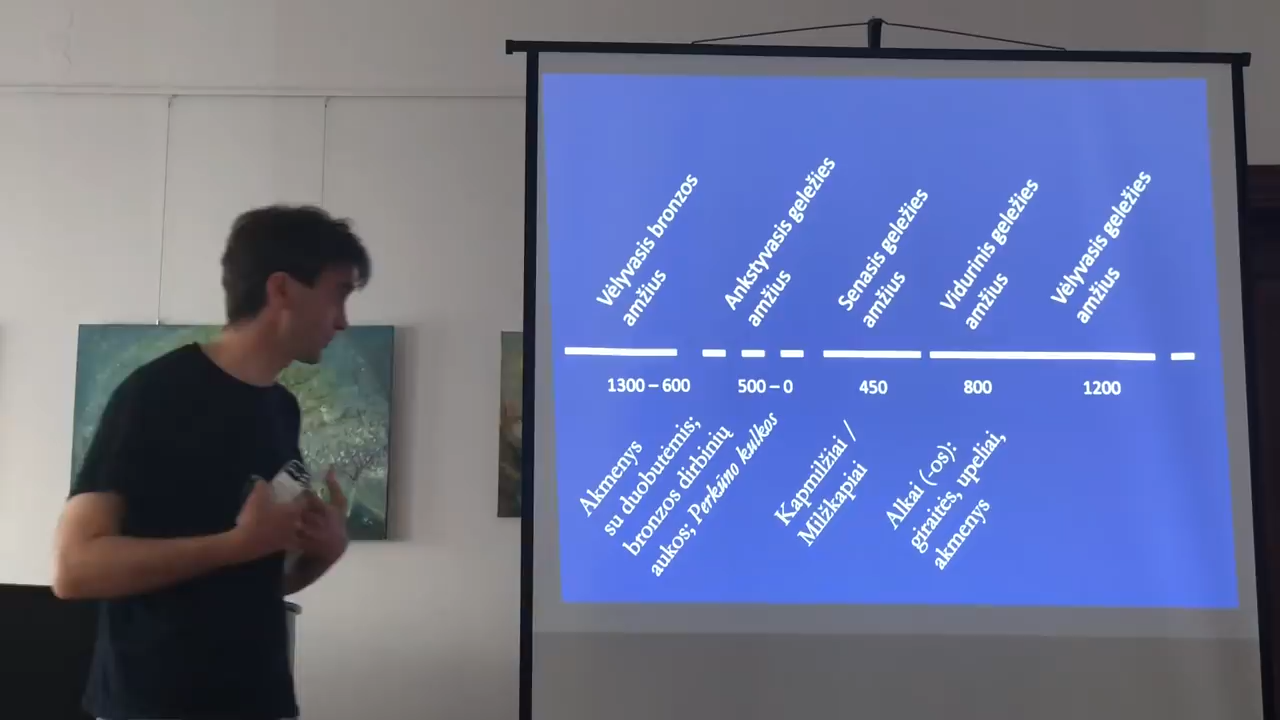 Vėlyvasis bronzos
amžius
Ankstyvasis geležies
amžius
Senasis geležies
amžius
Vidurinis geležies
amžius
Vėlyvasis geležies
amžius
1300 – 600
500 – 0
450
800
1200
Akmenys
su duobutėmis;
bronzos dirbinių
aukos; Perkūno kulkos
Kapmilžiai /
Milžkapiai
Alkai (-os):
giraitės, upeliai,
akmenys